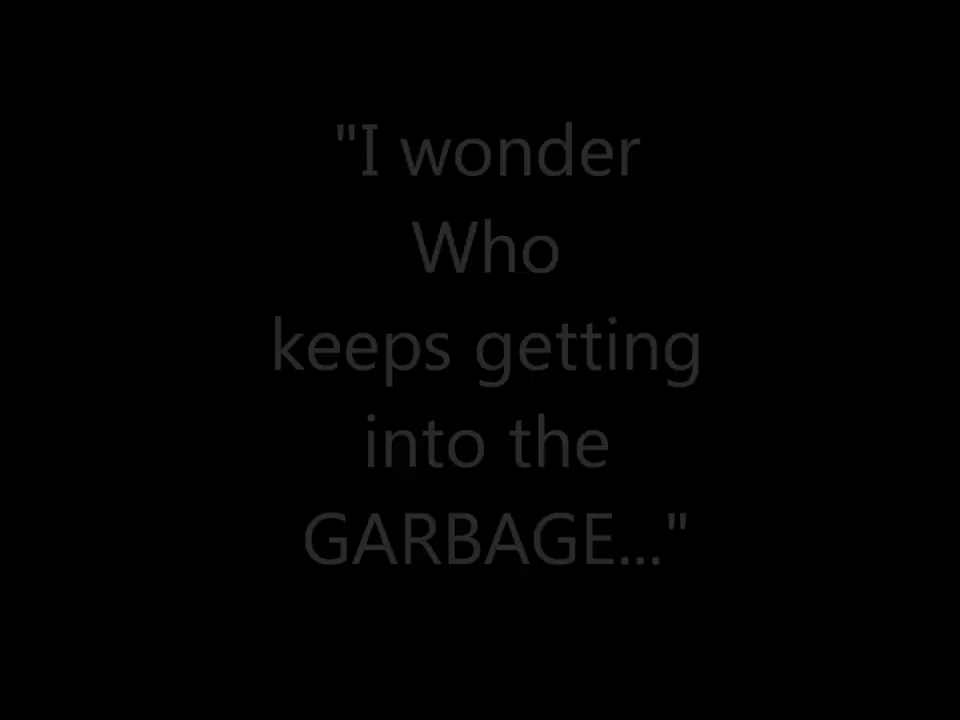 "I wonder
Who
keeps getting
into the
GARBAGE..."